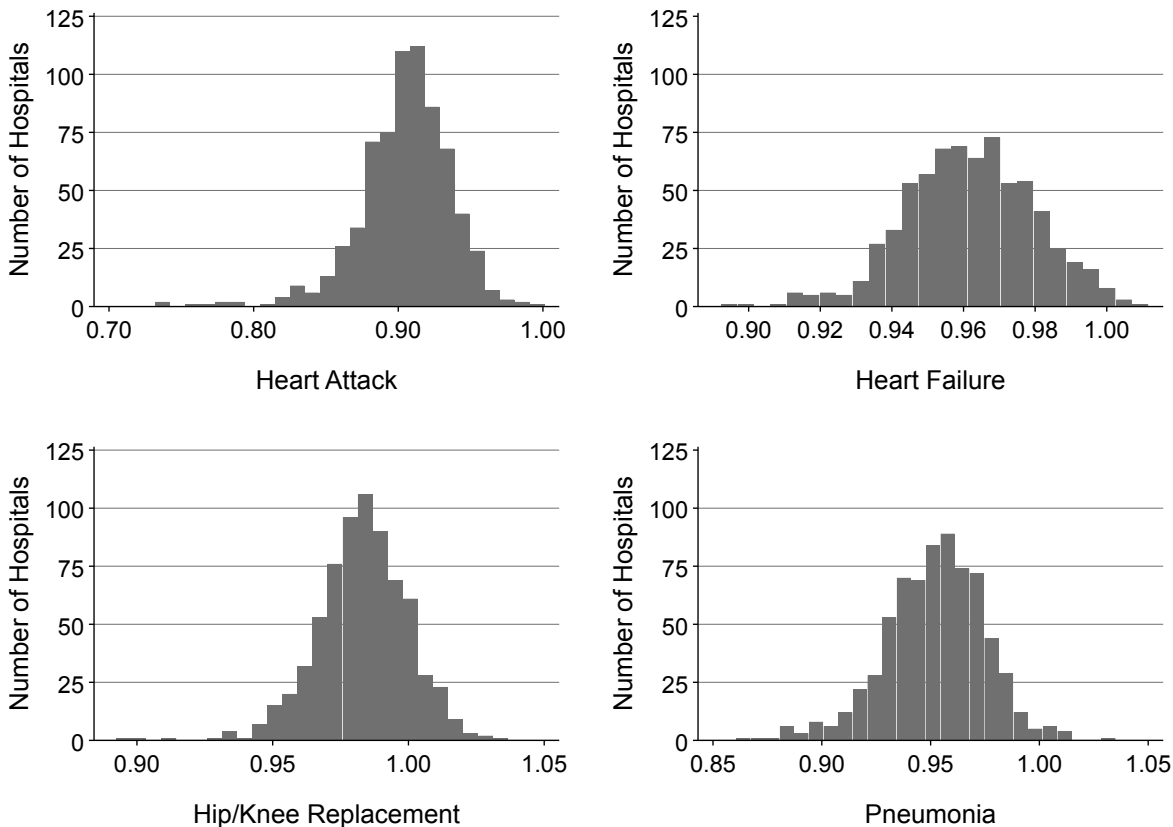 Number of Hospitals
125
100
75
50
25
0
0.70 0.80 0.90 1.00
Heart Attack
Number of Hospitals
125
100
75
50
25
0
0.90 0.92 0.94 0.96 0.98 1.00
Heart Failure
Number of Hospitals
125
100
75
50
25
0
0.90 0.95 1.00 1.05
Hip/Knee Replacement
Number of Hospitals
125
100
75
50
25
0
0.85 0.90 0.95 1.00 1.05
Pneumonia